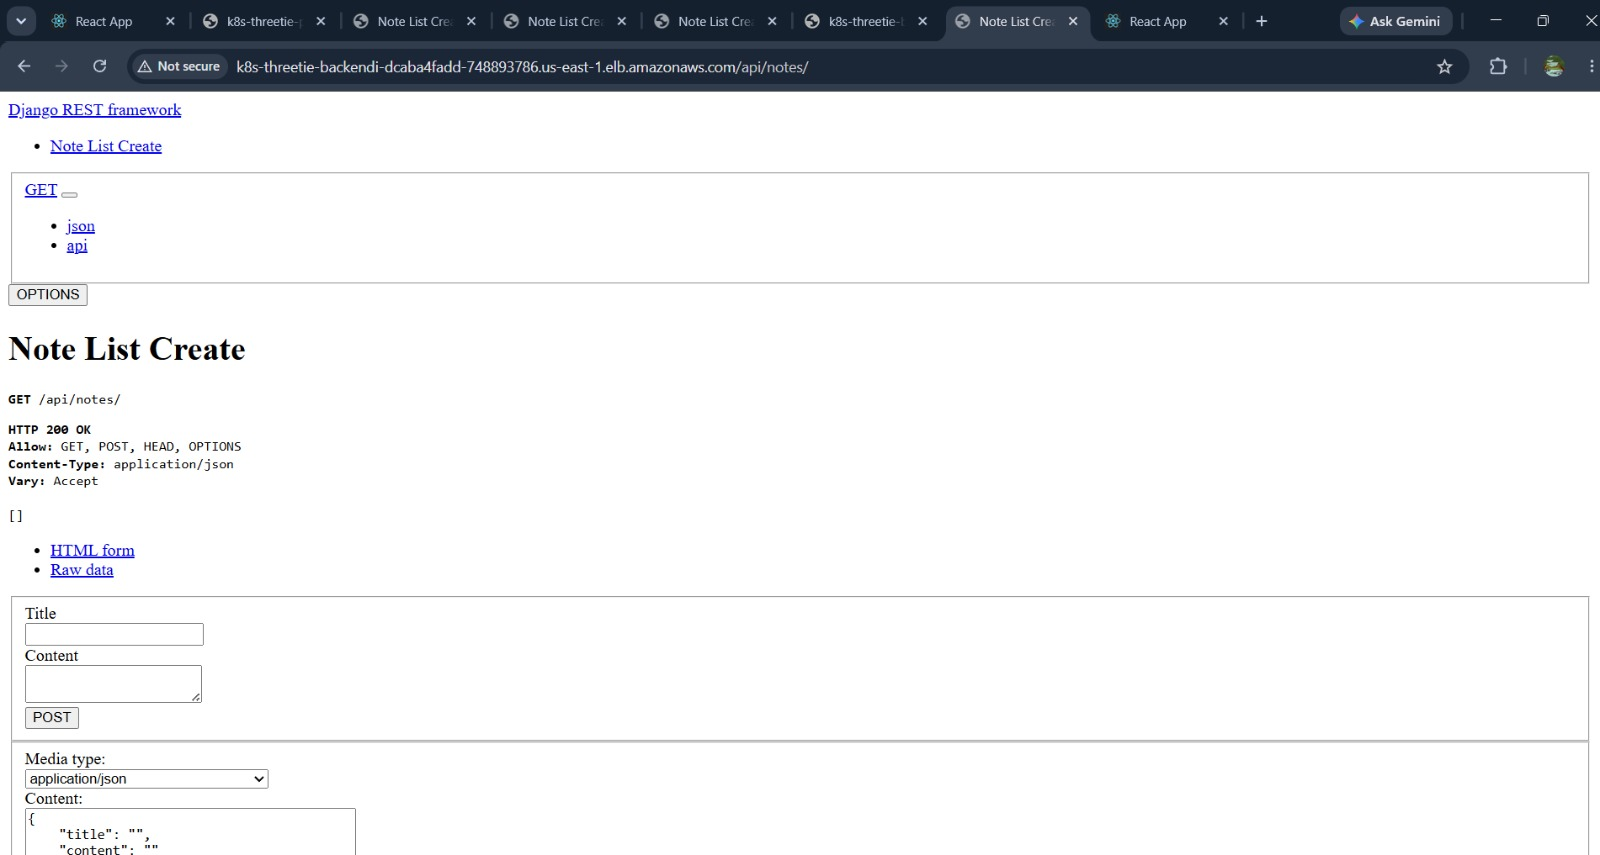 React App
k8s-threetie-
Note List Cre
Note List Cre
Note List Cre
k8s-threetie-
Note List Cre
React App
Ask Gemini
Not secure
k8s-threetie-backendi-dcaba4fadd-748893786.us-east-1.elb.amazonaws.com/api/notes/
Django REST framework
Note List Create
GET
json
api
OPTIONS
Note List Create
GET /api/notes/
HTTP 200 OK
Allow: GET, POST, HEAD, OPTIONS
Content-Type: application/json
Vary: Accept
[]
HTML form
Raw data
Title
Content
POST
Media type:
application/json
Content:
{
"title": "",
"content": ""